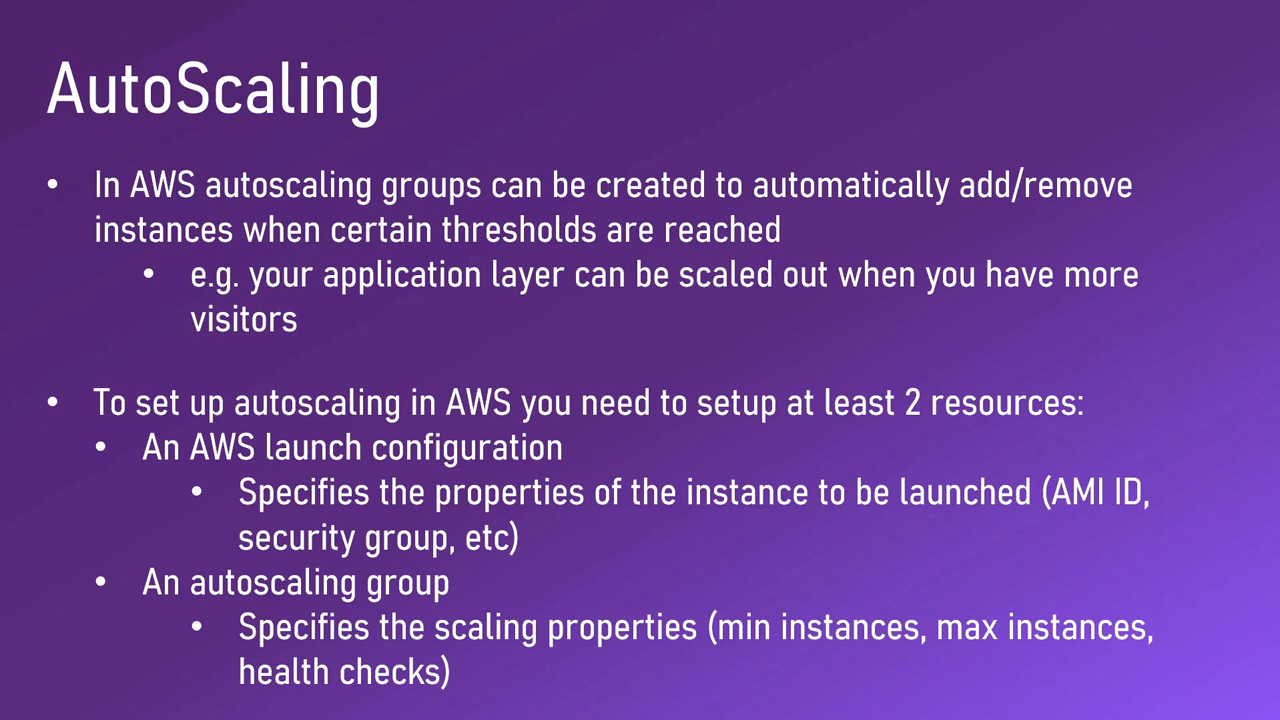 AutoScaling
• In AWS autoscaling groups can be created to automatically add/remove
instances when certain thresholds are reached
• e.g. your application layer can be scaled out when you have more
visitors
• To set up autoscaling in AWS you need to setup at least 2 resources:
• An AWS launch configuration
• Specifies the properties of the instance to be launched (AMI ID,
security group, etc)
• An autoscaling group
• Specifies the scaling properties (min instances, max instances,
health checks)